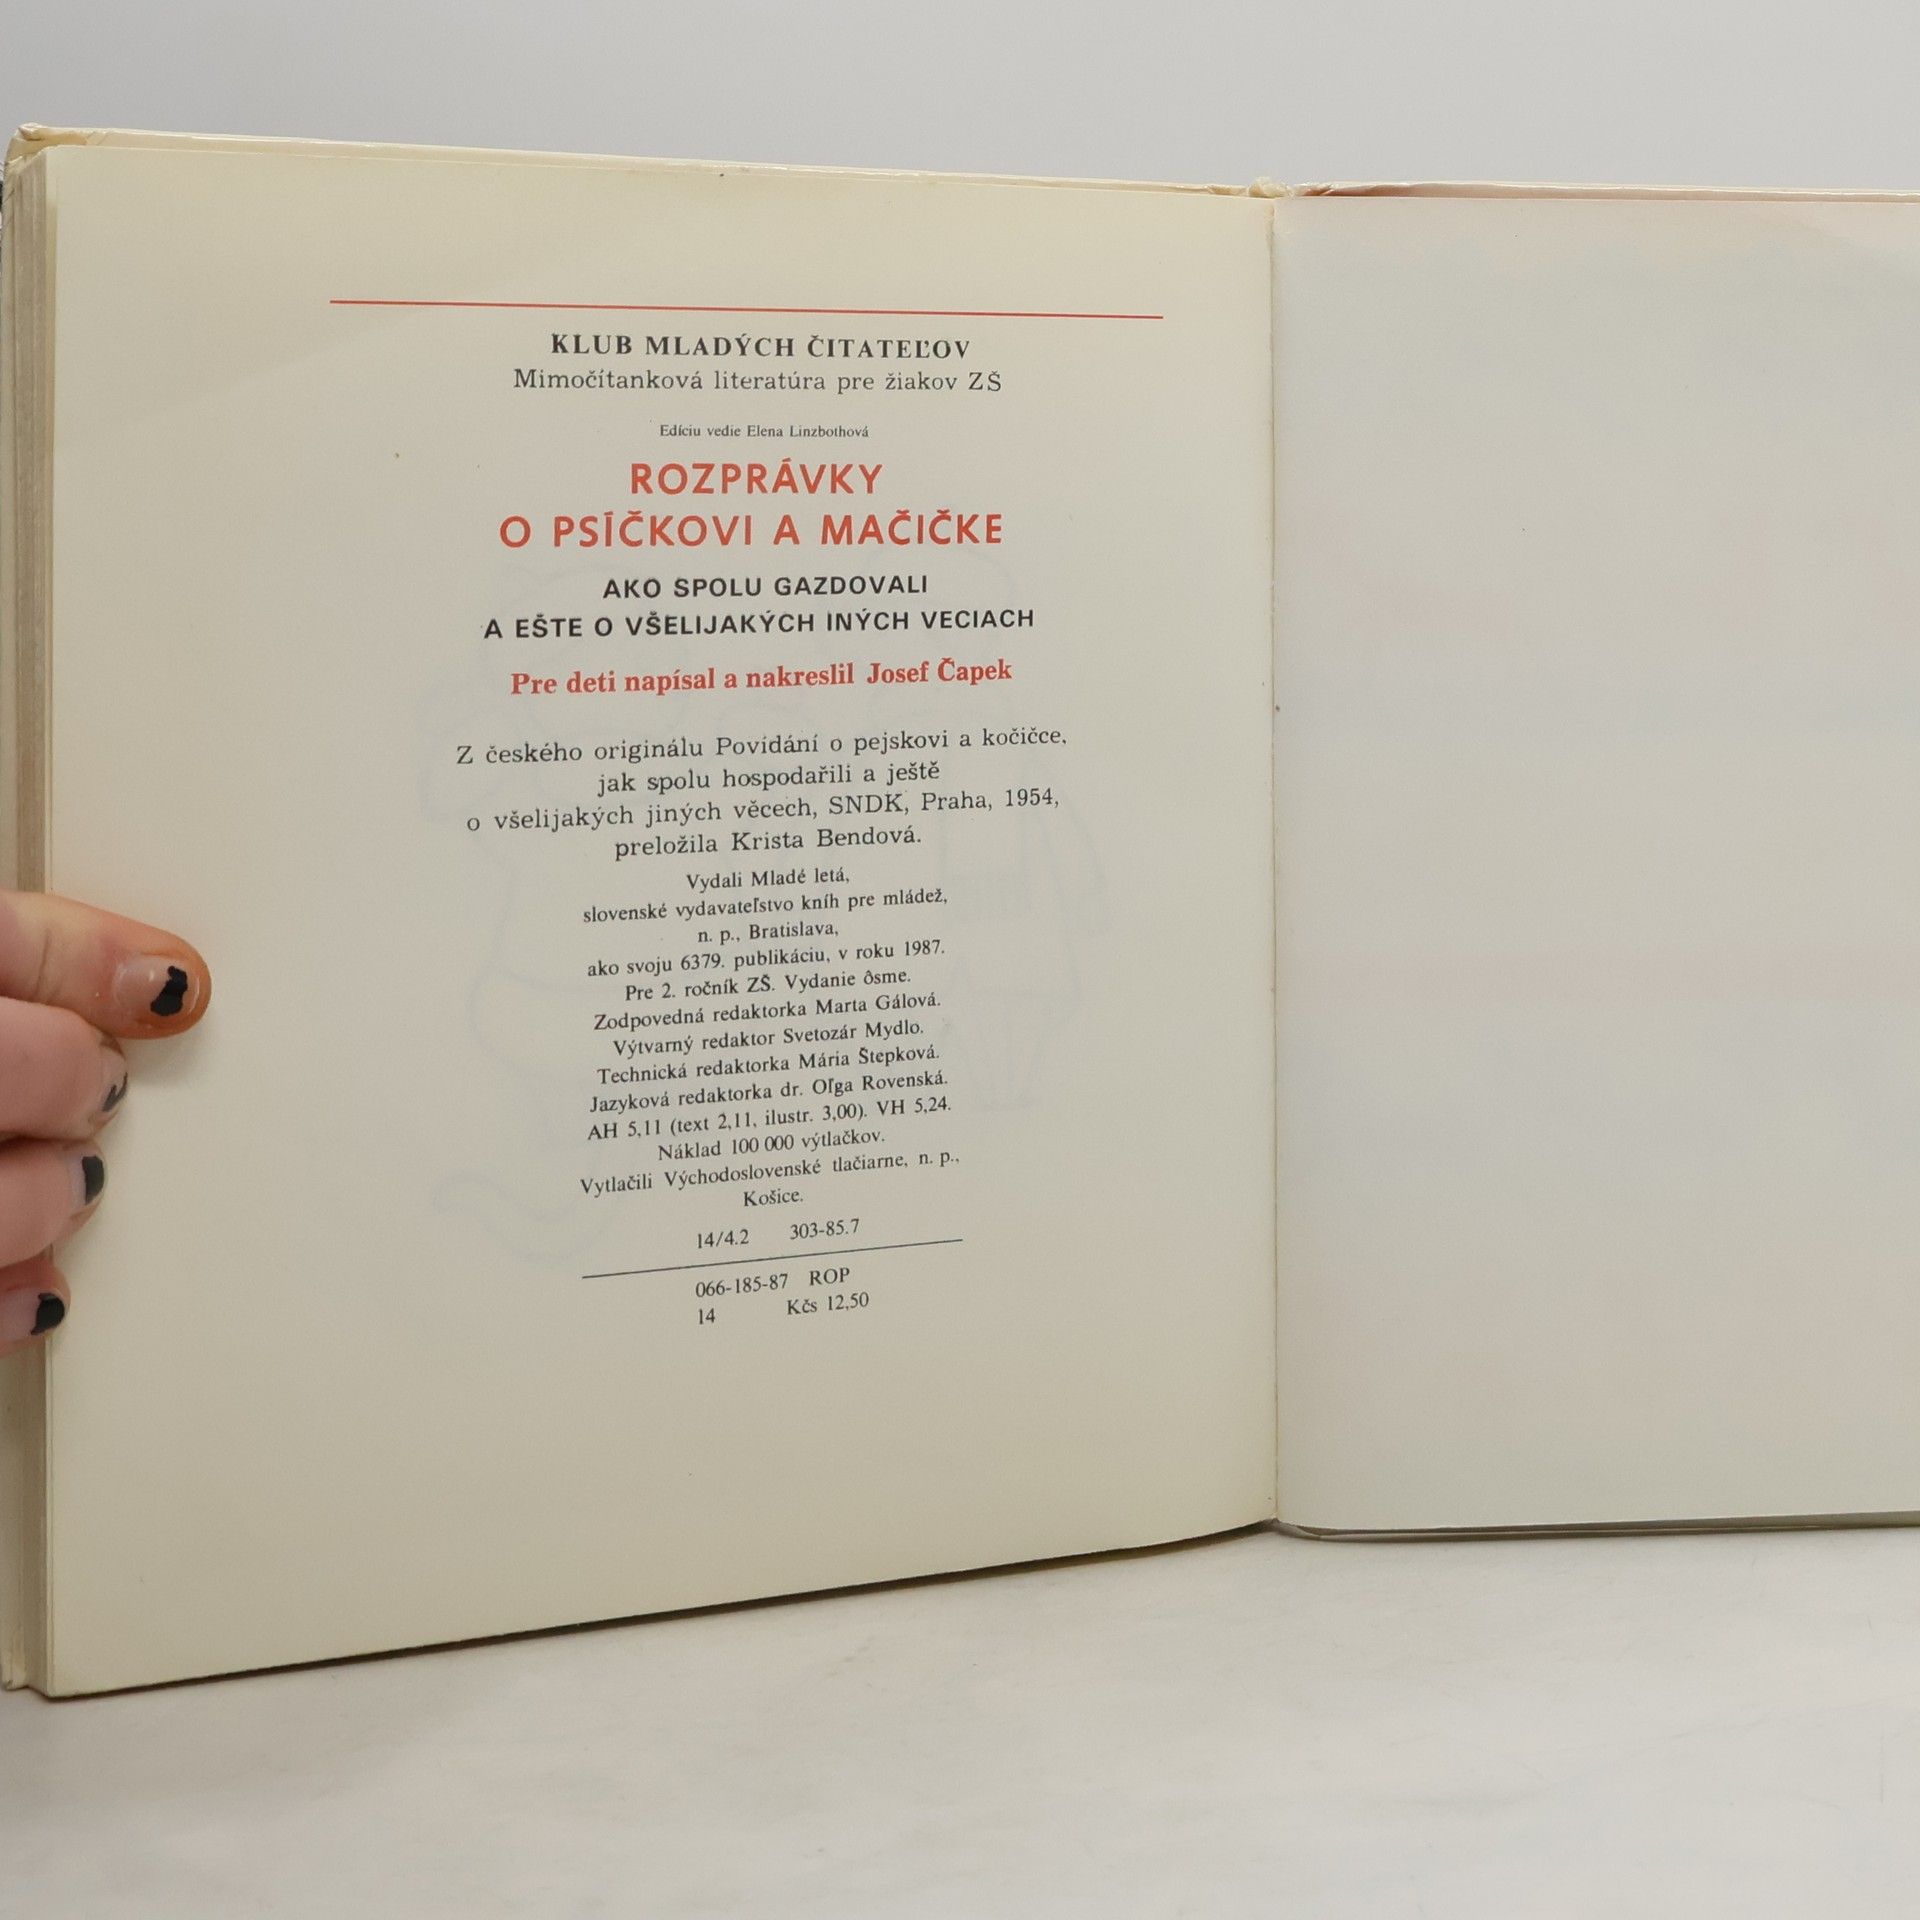 KLUB MLADÝCH ČITATEĽOV
Mimočítanková literatúra pre žiakov ZŠ
Edíciu vedie Elena Linzbothová
ROZPRÁVKY
O PSÍČKOVI A MAČIČKE
AKO SPOLU GAZDOVALI
A EŠTE O VŠELIJAKÝCH INÝCH VECIACH
Pre deti napísal a nakreslil Josef Čapek
Z českého originálu Povídání o pejskovi a kočičce,
jak spolu hospodařili a ještě
o všelijakých jiných věcech, SNDK, Praha, 1954,
preložila Krista Bendová.
Vydali Mladé letá,
slovenské vydavateľstvo kníh pre mládež,
n. p., Bratislava,
ako svoju 6379. publikáciu, v roku 1987.
Pre 2. ročník ZŠ. Vydanie ôsme.
Zodpovedná redaktorka Marta Gálová.
Výtvarný redaktor Svetozár Mydlo.
Technická redaktorka Mária Štepková.
Jazyková redaktorka dr. Oľga Rovenská.
AH 5,11 (text 2,11, ilustr. 3,00). VH 5,24.
Náklad 100 000 výtlačkov.
Vytlačili Východoslovenské tlačiarne, n. p.,
Košice.
14/4.2 303-85.7
066-185-87 ROP
14 Kčs 12,50